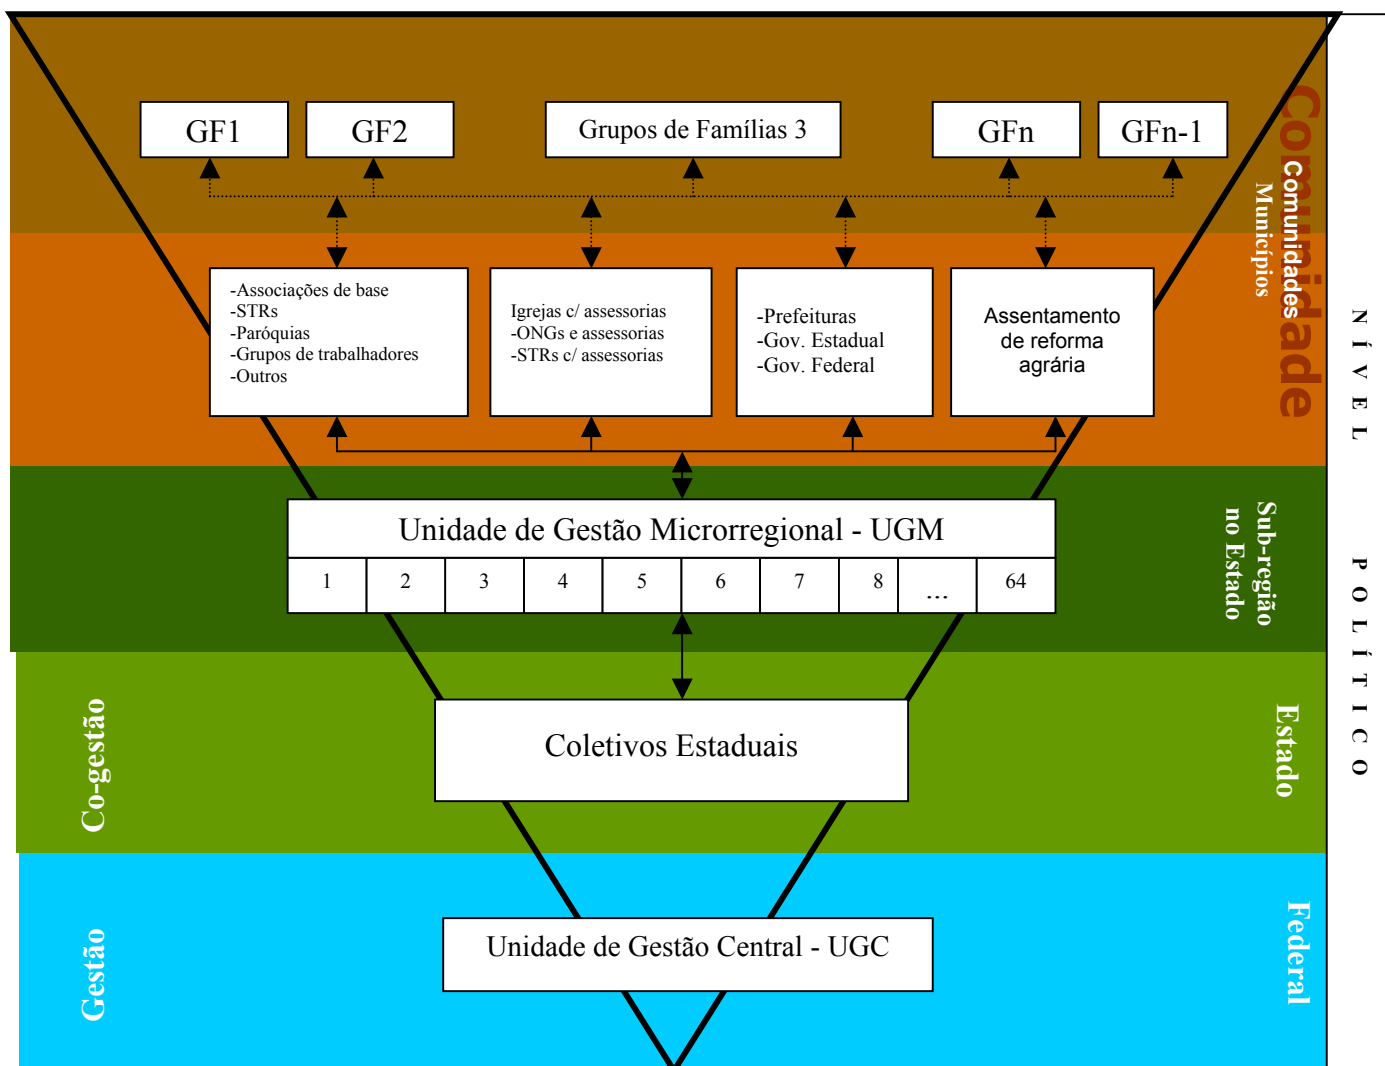 GF1
GF2
Grupos de Famílias 3
GFn
GFn-1
Comunidade
Comunidades
Municípios
-Associações de base
-STRs
-Paróquias
-Grupos de trabalhadores
-Outros
Igrejas c/ assessorias
-ONGs e assessorias
-STRs c/ assessorias
-Prefeituras
-Gov. Estadual
-Gov. Federal
Assentamento
de reforma
agrária
NÍVEL POLÍTICO
Unidade de Gestão Microrregional - UGM
1 2 3 4 5 6 7 8 ... 64
Sub-região
no Estado
Co-gestão
Coletivos Estaduais
Estado
Gestão
Unidade de Gestão Central - UGC
Federal